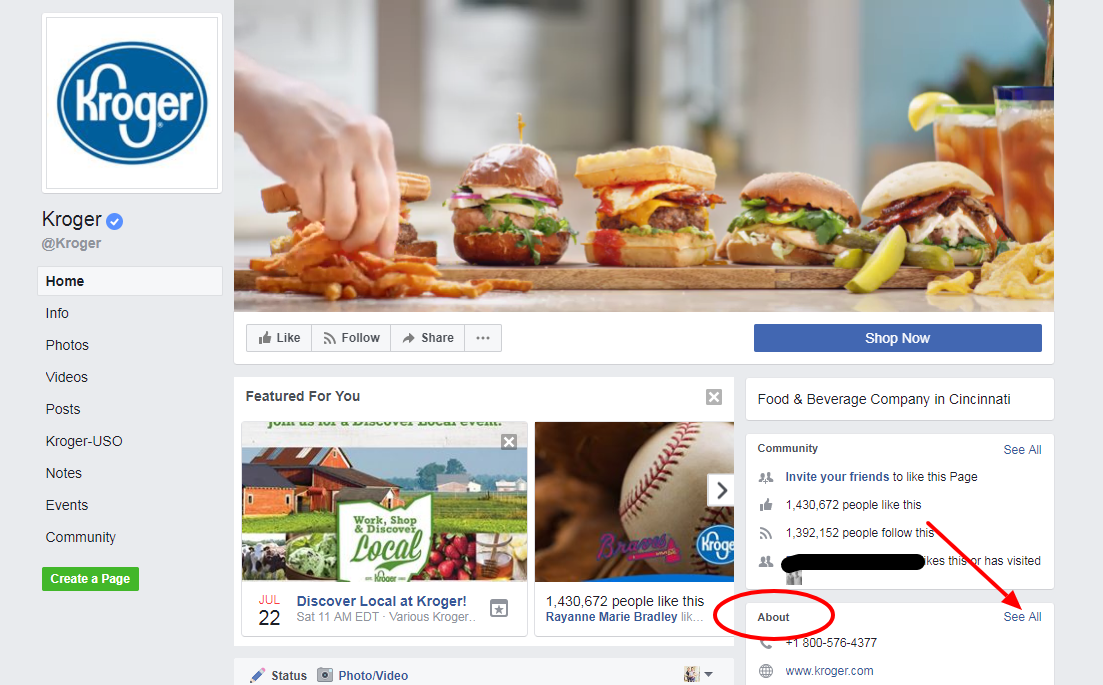 Kröger
Kroger
@Kroger
Home
Info
Photos
Videos
Posts
Kroger-USO
Notes
Events
Community
Create a Page
Like
Follow
Share
...
Shop Now
Featured For You
Join us for a Discover Local event!
Work, Shop
& Discover
Local
Kroger
JUL
22
Discover Local at Kroger!
Sat 11 AM EDT · Various Kroger..
Braves
Kroge
1,430,672 people like this
Rayanne Marie Bradley lik...
Status
Photo/Video
Food & Beverage Company in Cincinnati
Community
See All
Invite your friends to like this Page
1,430,672 people like this
1,392,152 people follow this
ikes this or has visited
About
See All
+1 800-576-4377
www.kroger.com